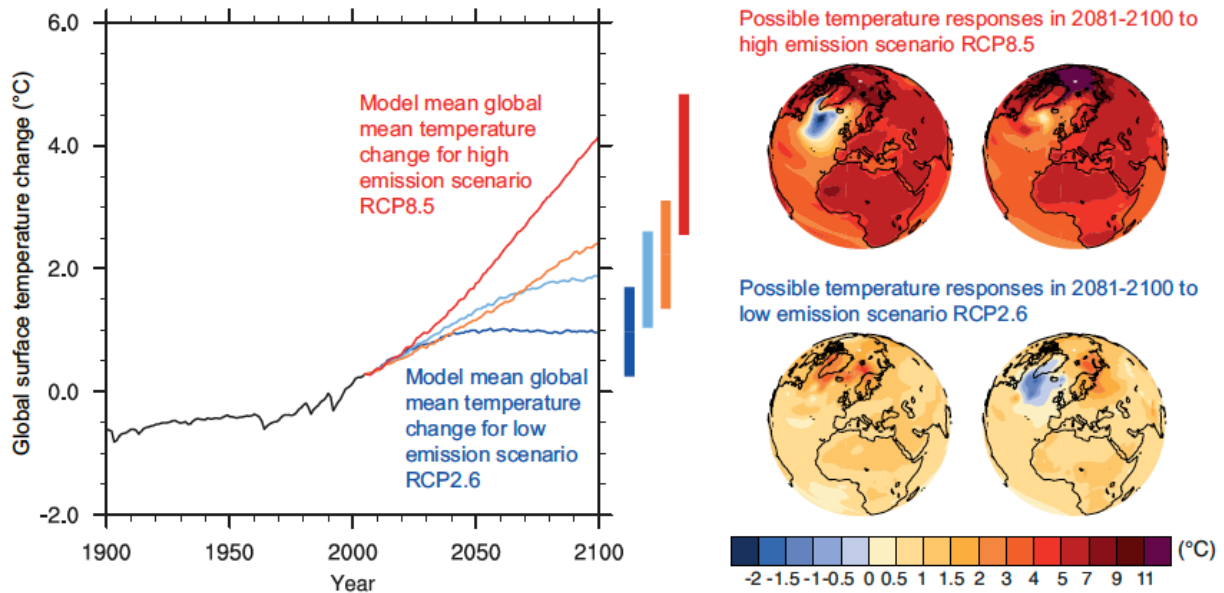 Global surface temperature change (°C)
6.0
4.0
2.0
0.0
-2.0
1900
1950
2000
2050
2100
Year
Model mean global
mean temperature
change for high
emission scenario
RCP8.5
Model mean global
mean temperature
change for low
emission scenario
RCP2.6
Possible temperature responses in 2081-2100 to
high emission scenario RCP8.5
Possible temperature responses in 2081-2100 to
low emission scenario RCP2.6
-2 -1.5 -1 -0.5 0 0.5 1 1.5 2 3 4 5 7 9 11 (°C)